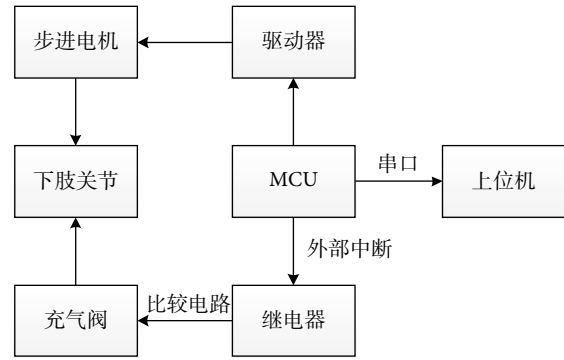 步进电机
驱动器
下肢关节
MCU
串口
上位机
外部中断
充气阀
比较电路
继电器